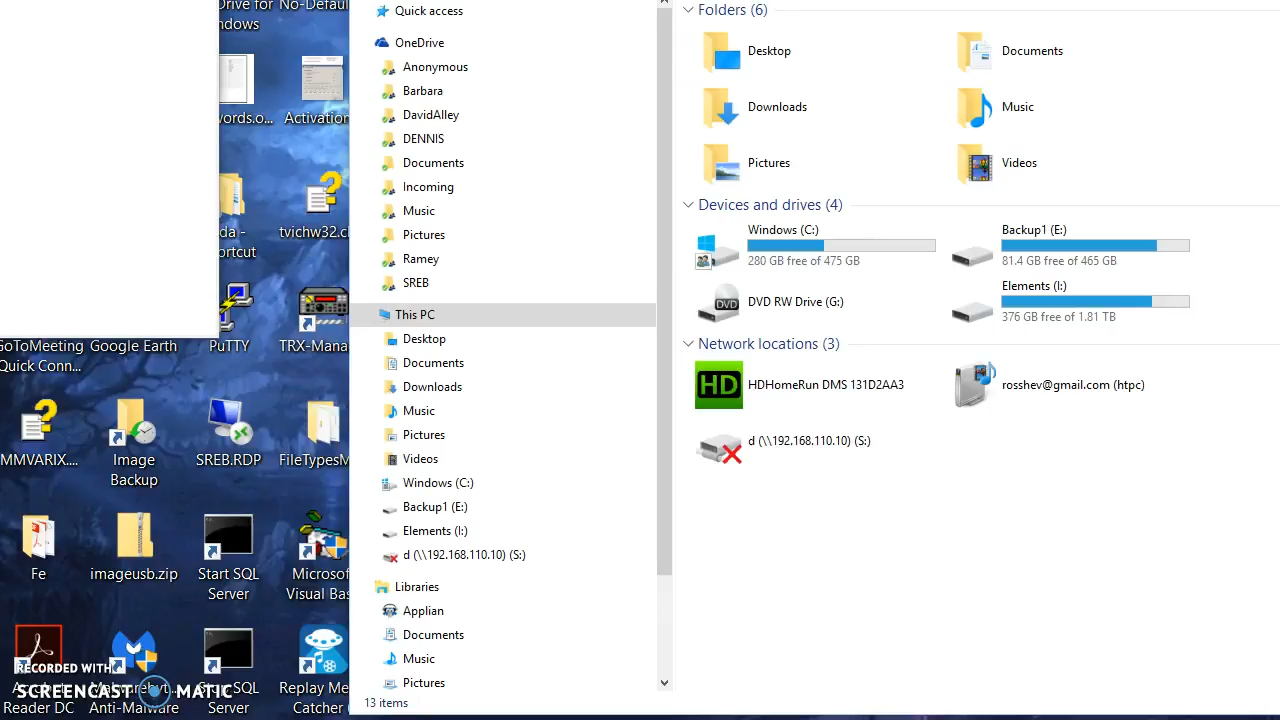 Drive for
ndows
No-Defaul
words.o...
Activation
da -
ortcut
tvichw32.c
GoToMeeting
Quick Conn...
Google Earth
PuTTY
TRX-Mana
MMVARIX....
Image
Backup
SREB.RDP
FileTypesM
Fe
imageusb.zip
Start SQL
Server
Microsof
Visual Bas
Reader DC
Anti-Malware
SQL
Server
Replay Me
Catcher (
RECORDED WITH
SCREENCAST MATIC
Quick access
OneDrive
Anonymous
Barbara
DavidAlley
DENNIS
Documents
Incoming
Music
Pictures
Ramey
SREB
This PC
Desktop
Documents
Downloads
Music
Pictures
Videos
Windows (C:)
Backup1 (E:)
Elements (I:)
d (\\192.168.110.10) (S:)
Libraries
Applian
Documents
Music
Pictures
13 items
Folders (6)
Desktop
Documents
Downloads
Music
Pictures
Videos
Devices and drives (4)
Windows (C:)
280 GB free of 475 GB
Backup1 (E:)
81.4 GB free of 465 GB
DVD
DVD RW Drive (G:)
Elements (I:)
376 GB free of 1.81 TB
Network locations (3)
HD
HDHomeRun DMS 131D2AA3
rosshev@gmail.com (htpc)
d (\\192.168.110.10) (S:)